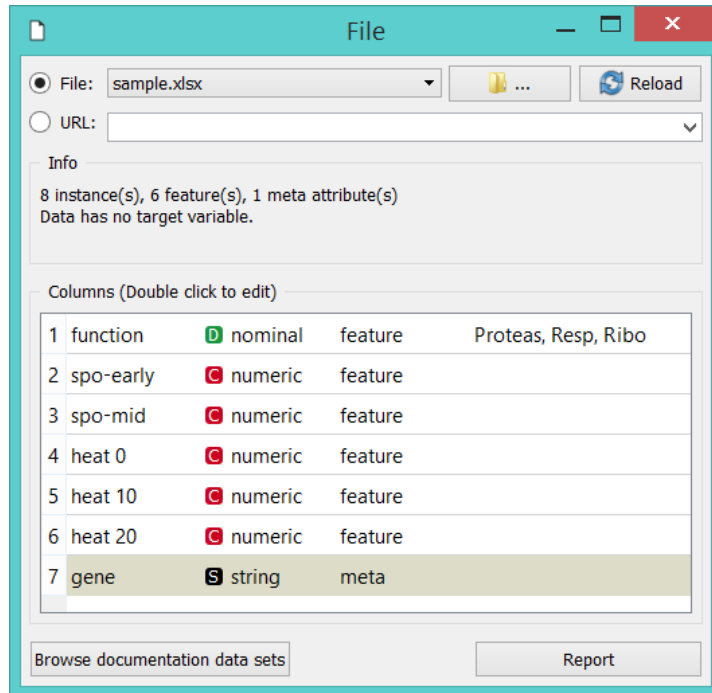 File
File: sample.xlsx ... Reload
URL:
Info
8 instance(s), 6 feature(s), 1 meta attribute(s)
Data has no target variable.
Columns (Double click to edit)
1 function D nominal feature Proteas, Resp, Ribo
2 spo-early C numeric feature
3 spo-mid C numeric feature
4 heat 0 C numeric feature
5 heat 10 C numeric feature
6 heat 20 C numeric feature
7 gene S string meta
Browse documentation data sets Report